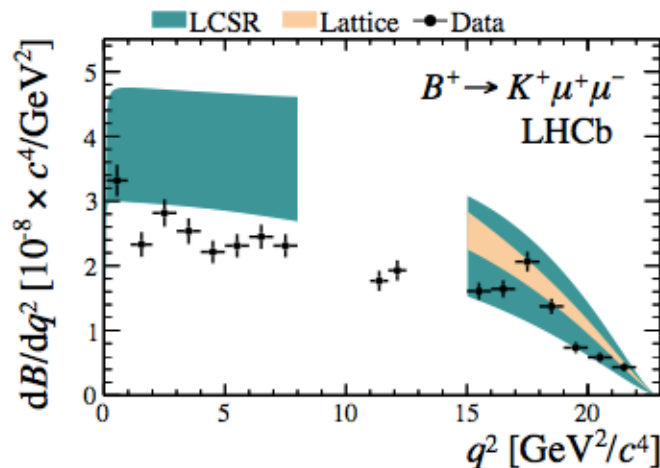 LCSR Lattice Data
B⁺ → K⁺μ⁺μ⁻
LHCb
dB/dq² [10⁻⁸ × c⁴/GeV²]
5
4
3
2
1
0
0 5 10 15 20
q² [GeV²/c⁴]